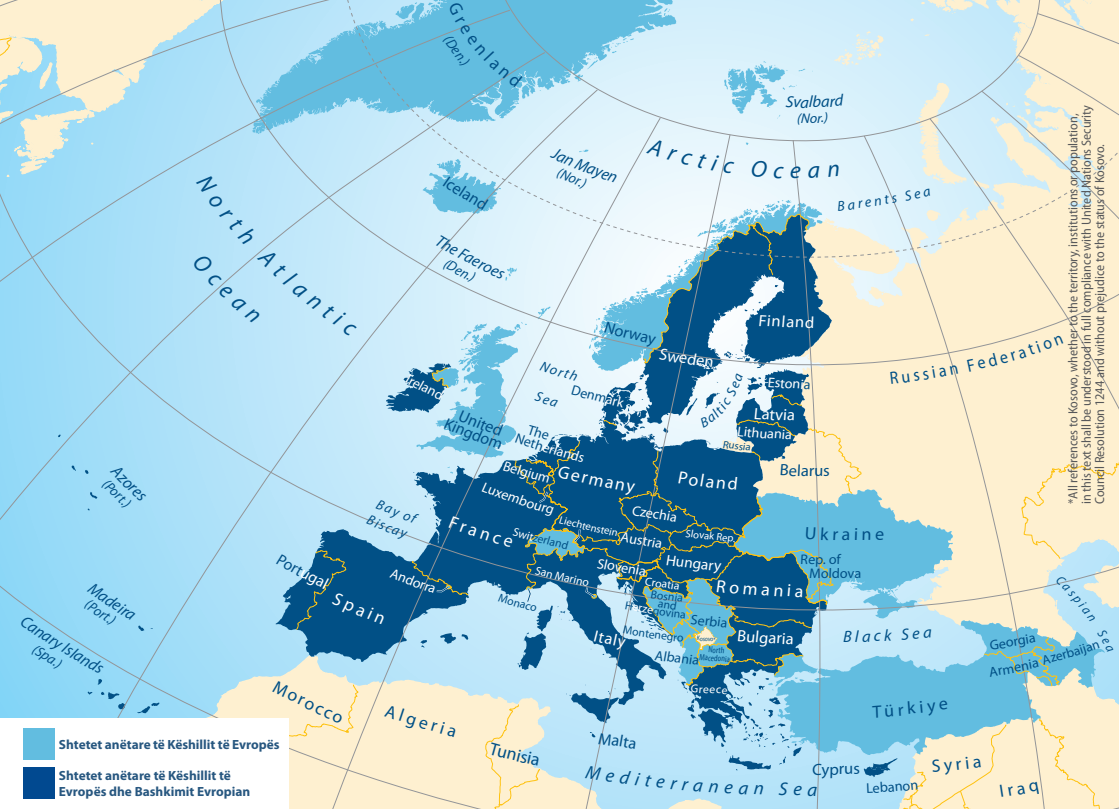 Greenland
(Den.)
Svalbard
(Nor.)
Jan Mayen
(Nor.)
Arctic Ocean
Barents Sea
Iceland
North Atlantic
Ocean
The Faeroes
(Den.)
Norway
Sweden
Finland
Russian Federation
North
Sea
Denmark
Baltic Sea
Estonia
Latvia
Lithuania
Russia
Ireland
United
Kingdom
The
Netherlands
Belgium
Luxembourg
Germany
Poland
Belarus
Azores
(Port.)
Bay of
Biscay
France
Switzerland
Liechtenstein
Czechia
Slovak Rep.
Austria
Ukraine
Rep. of
Moldova
Hungary
Slovenia
Croatia
Romania
San Marino
Monaco
Bosnia
and
Herzegovina
Serbia
Montenegro
Kosovo*
Bulgaria
Albania
North
Macedonia
Italy
Greece
Portugal
Spain
Andorra
Madeira
(Port.)
Canary Islands
(Spa.)
Black Sea
Caspian Sea
Georgia
Armenia
Azerbaijan
Türkiye
Morocco
Algeria
Tunisia
Malta
Mediterranean Sea
Cyprus
Lebanon
Syria
Iraq
*All references to Kosovo, whether to the territory, institutions or population,
in this text shall be understood in full compliance with United Nations Security
Council Resolution 1244 and without prejudice to the status of Kosovo.
Shtetet anëtare të Këshillit të Evropës
Shtetet anëtare të Këshillit të
Evropës dhe Bashkimit Evropian